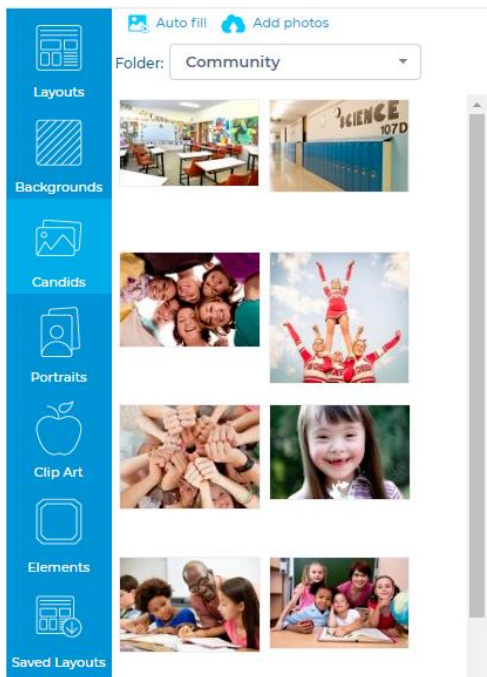 Auto fill
Add photos
Folder:
Community
Layouts
Backgrounds
Candids
Portraits
Clip Art
Elements
Saved Layouts
SCIENCE
107D